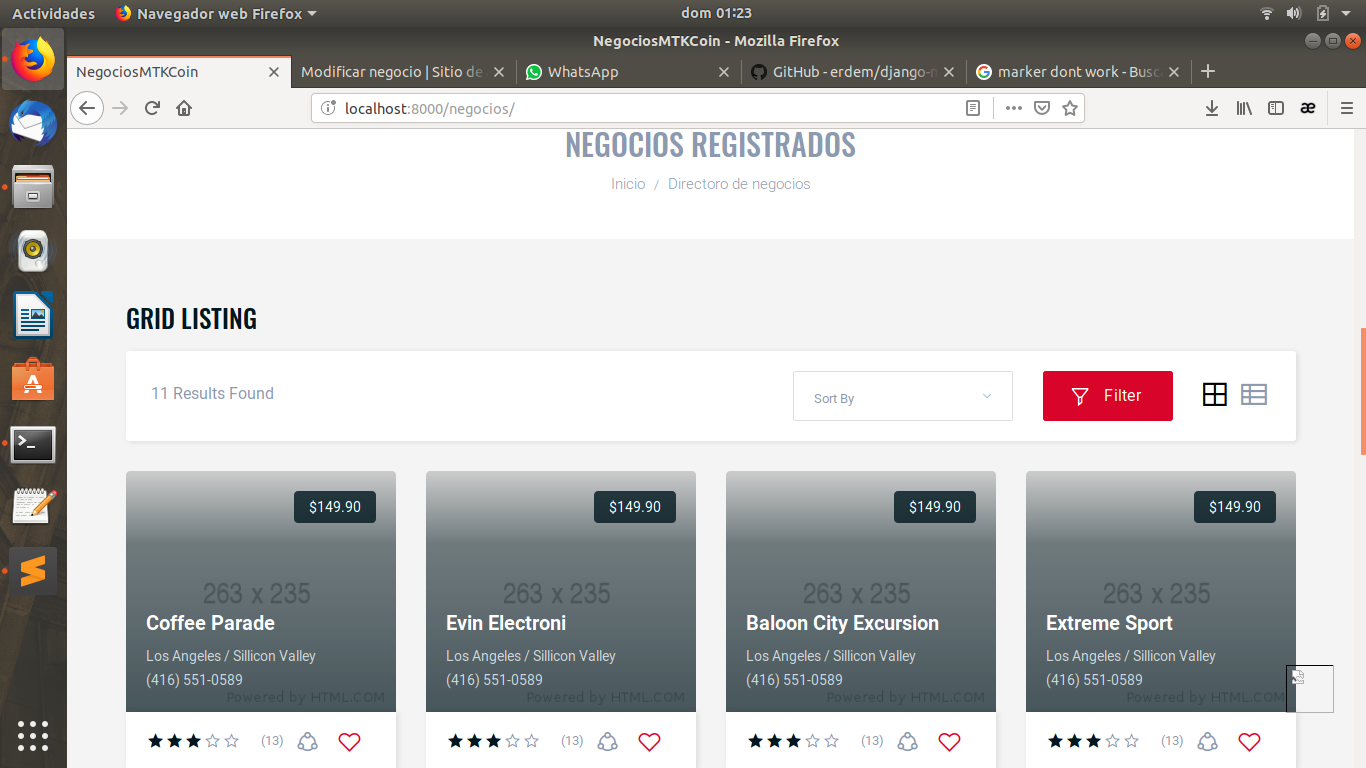 Actividades Navegador web Firefox dom 01:23
NegociosMTKCoin - Mozilla Firefox
NegociosMTKCoin Modificar negocio | Sitio de WhatsApp GitHub - erdem/django-m marker dont work - Busc
localhost:8000/negocios/
NEGOCIOS REGISTRADOS
Inicio / Directoro de negocios
GRID LISTING
11 Results Found Sort By Filter
$149.90 $149.90 $149.90 $149.90
263 x 235 263 x 235 263 x 235 263 x 235
Coffee Parade Evin Electroni Baloon City Excursion Extreme Sport
Los Angeles / Sillicon Valley Los Angeles / Sillicon Valley Los Angeles / Sillicon Valley Los Angeles / Sillicon Valley
(416) 551-0589 (416) 551-0589 (416) 551-0589 (416) 551-0589
Powered by HTML.COM Powered by HTML.COM Powered by HTML.COM Powered by HTML.COM
(13) (13) (13) (13)